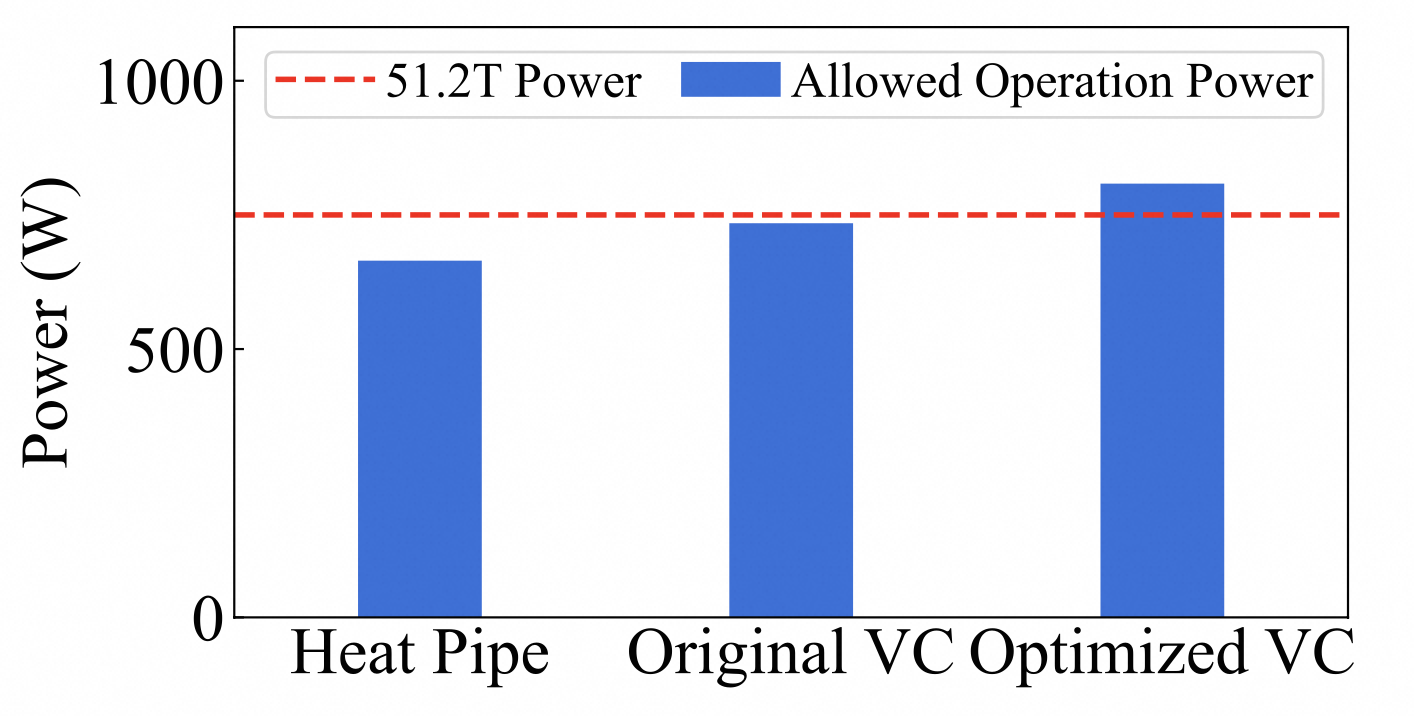 51.2T Power
Allowed Operation Power
1000
500
0
Power (W)
Heat Pipe
Original VC
Optimized VC